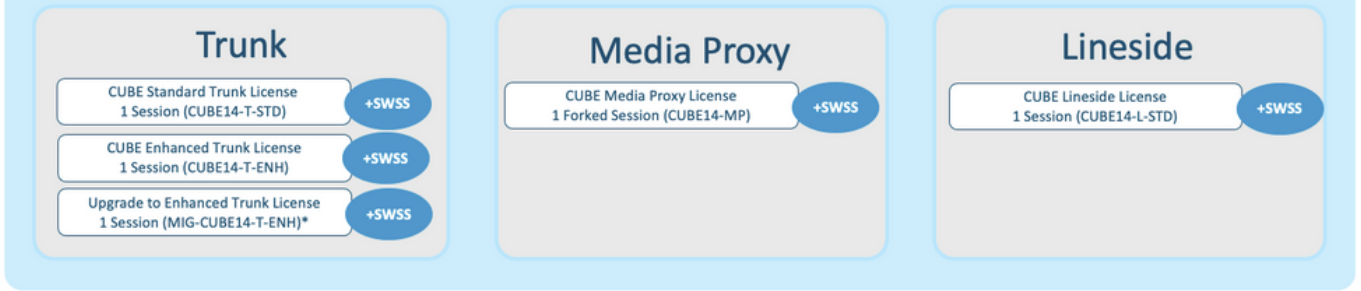 Trunk
CUBE Standard Trunk License
1 Session (CUBE14-T-STD)
+SWSS
CUBE Enhanced Trunk License
1 Session (CUBE14-T-ENH)
+SWSS
Upgrade to Enhanced Trunk License
1 Session (MIG-CUBE14-T-ENH)*
+SWSS
Media Proxy
CUBE Media Proxy License
1 Forked Session (CUBE14-MP)
+SWSS
Lineside
CUBE Lineside License
1 Session (CUBE14-L-STD)
+SWSS